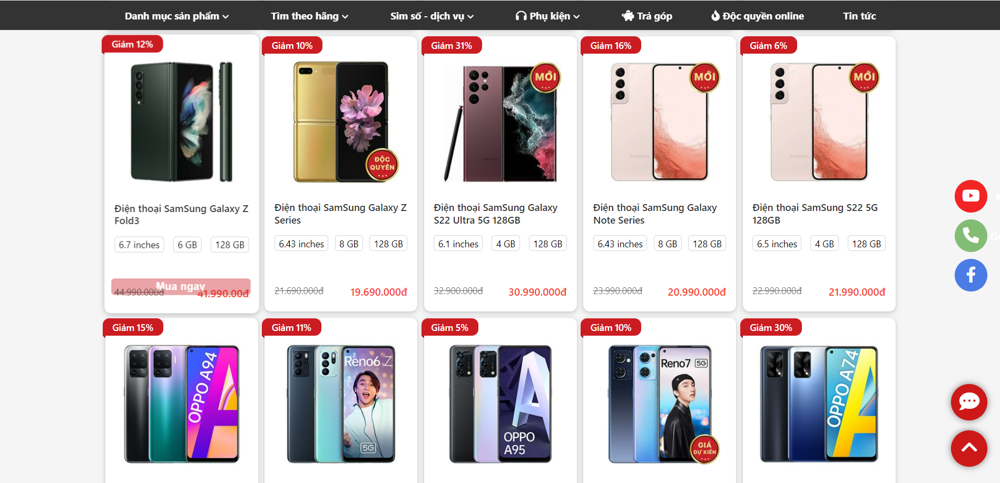 Danh mục sản phẩm
Tìm theo hãng
Sim số - dịch vụ
Phụ kiện
Trả góp
Độc quyền online
Tin tức
Giảm 12%
Giảm 10%
Giảm 31%
Giảm 16%
Giảm 6%
MỚI
MỚI
MỚI
ĐỘC
QUYỀN
SAMSUNG
SAMSUNG
SAMSUNG
Điện thoại SamSung Galaxy Z
Fold3
6.7 inches
6 GB
128 GB
Mua ngay
44.990.000đ
41.990.00đ
Điện thoại SamSung Galaxy Z
Series
6.43 inches
8 GB
128 GB
21.690.000đ
19.690.000đ
Điện thoại SamSung Galaxy
S22 Ultra 5G 128GB
6.1 inches
4 GB
128 GB
32.900.000đ
30.990.000đ
Điện thoại SamSung Galaxy
Note Series
6.43 inches
8 GB
128 GB
23.990.000đ
20.990.000đ
Điện thoại SamSung S22 5G
128GB
6.5 inches
4 GB
128 GB
22.990.000đ
21.990.000đ
Giảm 15%
Giảm 11%
Giảm 5%
Giảm 10%
Giảm 30%
OPPO A94
Reno6 Z
5G
OPPO
A95
Reno7 5G
GIÁ
DỰ KIẾN
OPPO A74